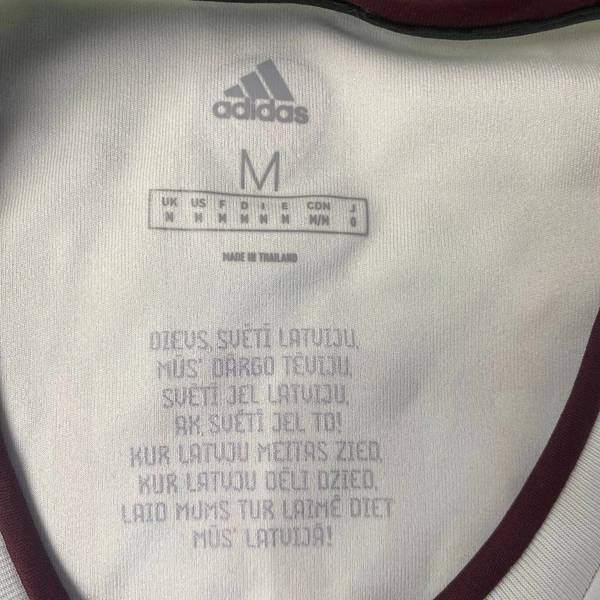 adidas
M
UK US F D I E CDN J
M M M M M M M/M O
MADE IN THAILAND
DIEVS, SVĒTĪ LATVIJU,
MŪS' DĀRGO TĒVIJU,
SVĒTĪ JEL LATVIJU,
AK, SVĒTĪ JEL TO!
KUR LATVJU MEITAS ZIED,
KUR LATVJU DĒLI DZIED,
LAID MUMS TUR LAIMĒ DIET
MŪS' LATVIJĀ!